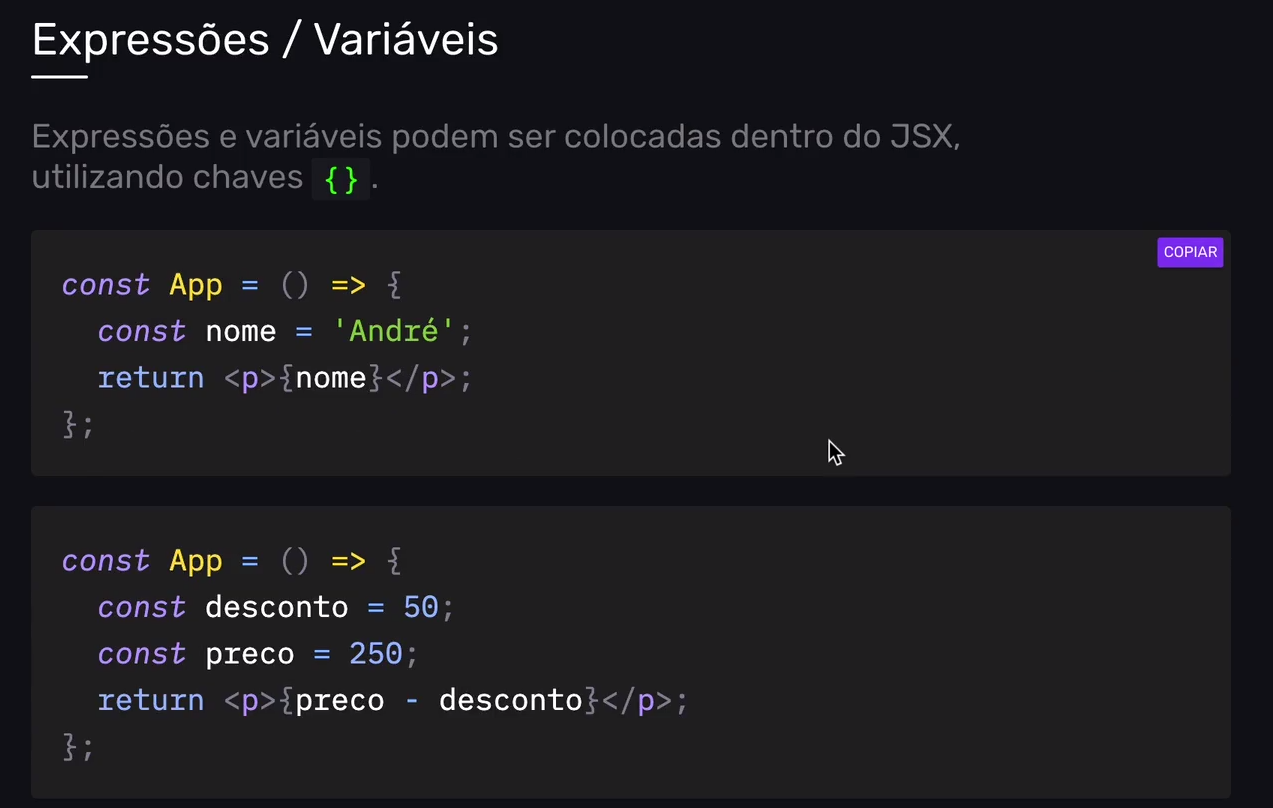 Expressões / Variáveis
Expressões e variáveis podem ser colocadas dentro do JSX,
utilizando chaves {}.
COPIAR
const App = () => {
  const nome = 'André';
  return <p>{nome}</p>;
};
const App = () => {
  const desconto = 50;
  const preco = 250;
  return <p>{preco - desconto}</p>;
};